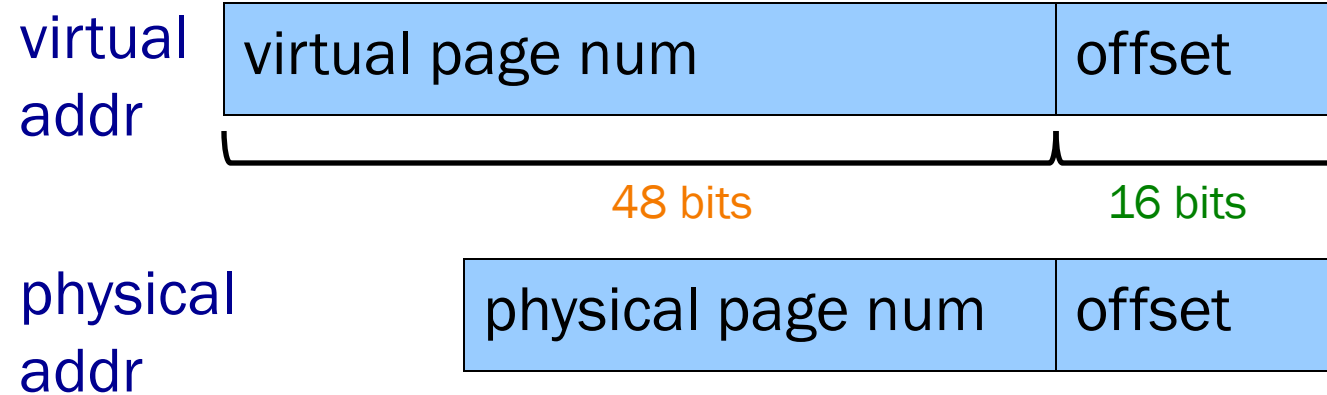 virtual addr
virtual page num
offset
48 bits
16 bits
physical addr
physical page num
offset